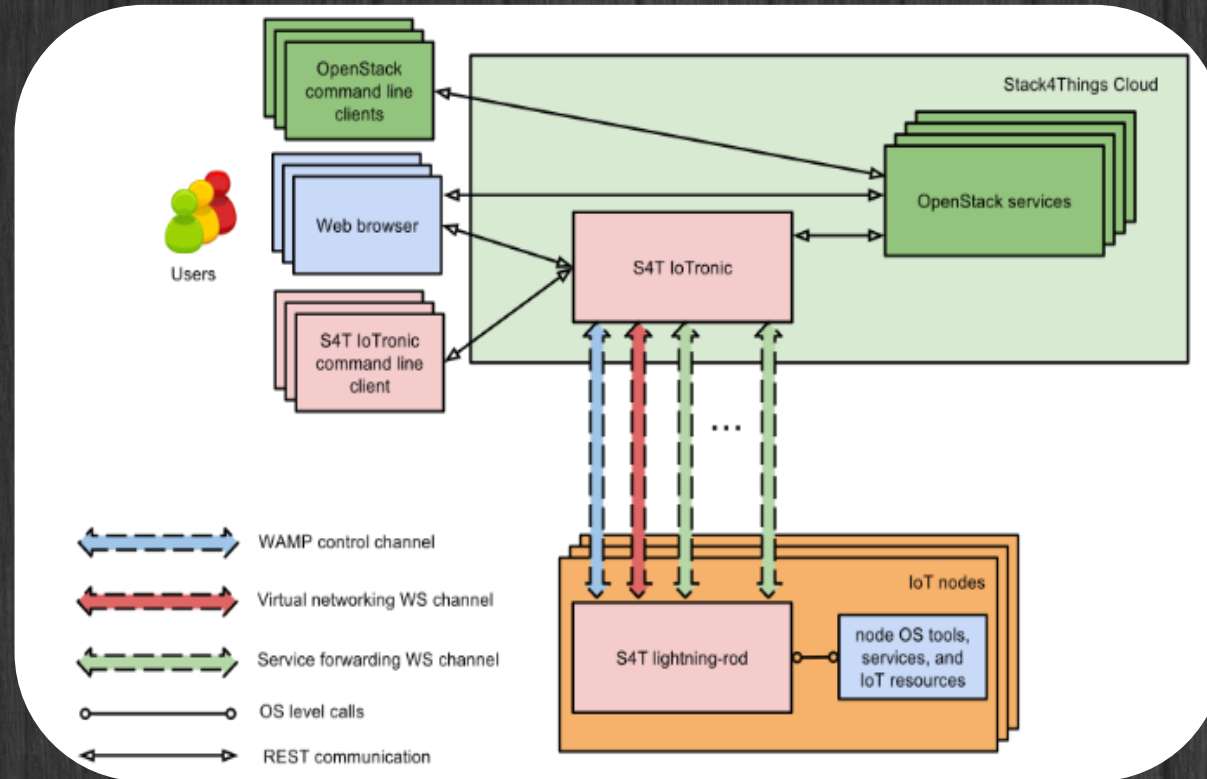 OpenStack
command line
clients
Stack4Things Cloud
OpenStack services
Web browser
Users
S4T IoTronic
S4T IoTronic
command line
client
...
WAMP control channel
Virtual networking WS channel
Service forwarding WS channel
OS level calls
REST communication
IoT nodes
S4T lightning-rod
node OS tools,
services, and
IoT resources